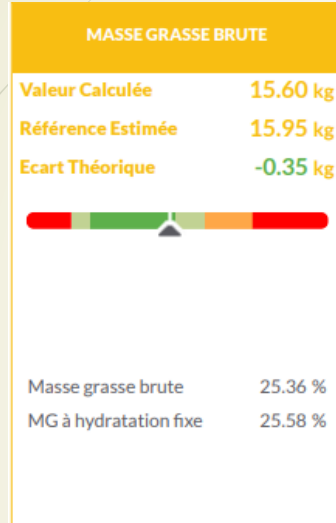 MASSE GRASSE BRUTE
Valeur Calculée 15.60 kg
Référence Estimée 15.95 kg
Ecart Théorique -0.35 kg
Masse grasse brute 25.36 %
MG à hydratation fixe 25.58 %